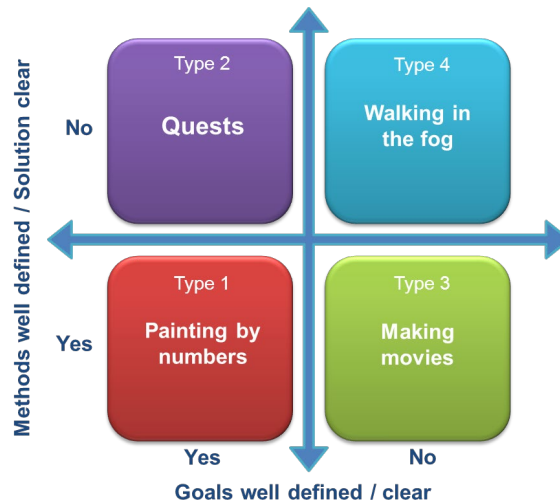 Methods well defined / Solution clear
No
Type 2
Quests
Type 4
Walking in
the fog
Yes
Type 1
Painting by
numbers
Type 3
Making
movies
Yes
No
Goals well defined / clear